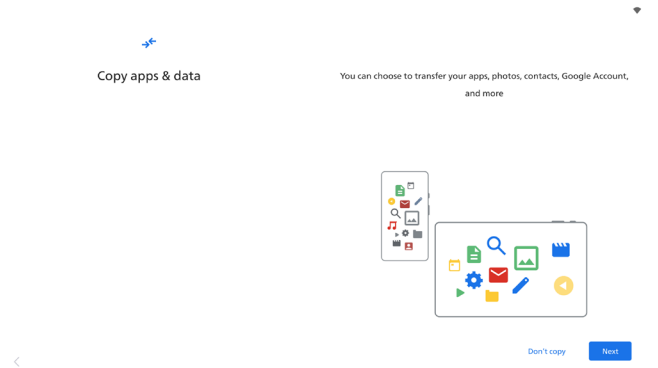 Copy apps & data
You can choose to transfer your apps, photos, contacts, Google Account,
and more
Don't copy
Next